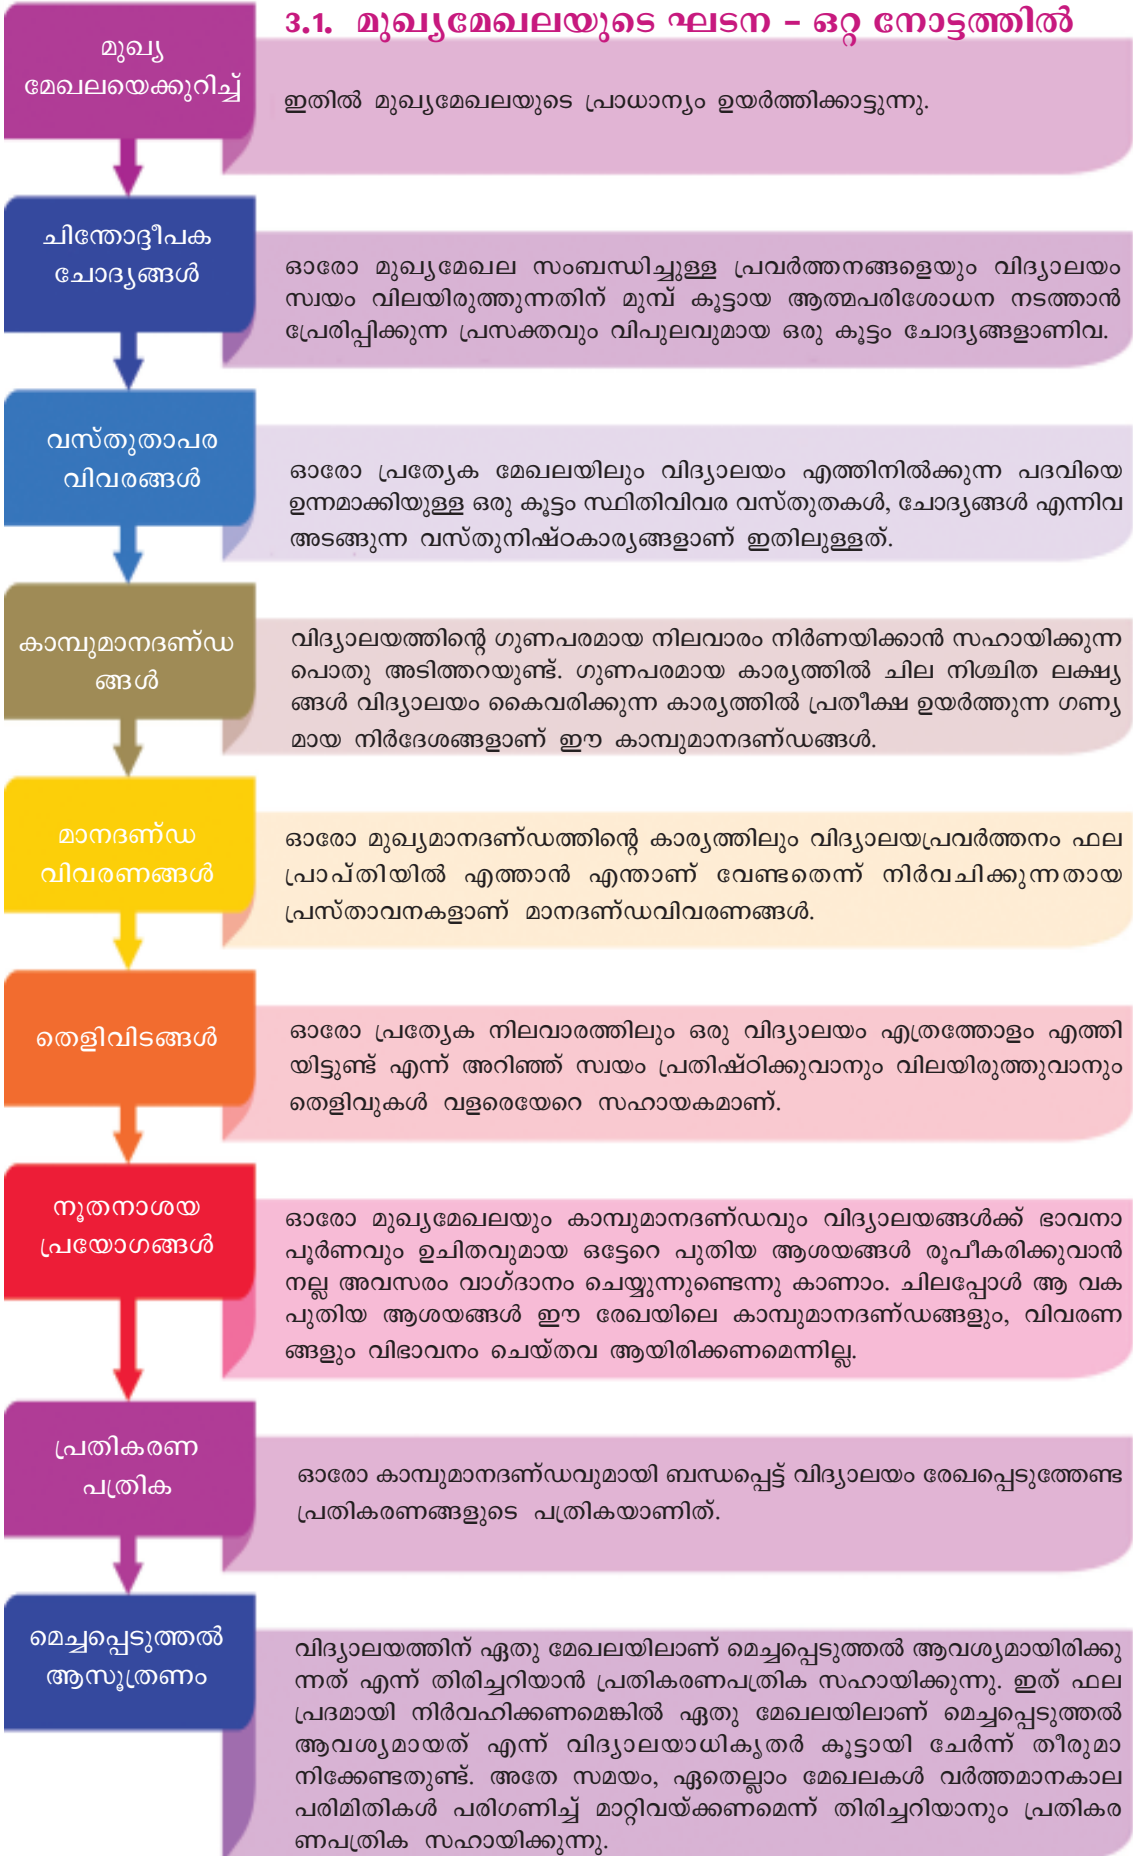 3.1. മുഖ്യമേഖലയുടെ ഘടന – ഒറ്റ നോട്ടത്തിൽ
മുഖ്യ
മേഖലയെക്കുറിച്ച്
ഇതിൽ മുഖ്യമേഖലയുടെ പ്രാധാന്യം ഉയർത്തിക്കാട്ടുന്നു.
ചിന്തോദ്ദീപക
ചോദ്യങ്ങൾ
ഓരോ മുഖ്യമേഖല സംബന്ധിച്ചുള്ള പ്രവർത്തനങ്ങളെയും വിദ്യാലയം
സ്വയം വിലയിരുത്തുന്നതിന് മുമ്പ് കൂട്ടായ ആത്മപരിശോധന നടത്താൻ
പ്രേരിപ്പിക്കുന്ന പ്രസക്തവും വിപുലവുമായ ഒരു കൂട്ടം ചോദ്യങ്ങളാണിവ.
വസ്തുതാപര
വിവരങ്ങൾ
ഓരോ പ്രത്യേക മേഖലയിലും വിദ്യാലയം എത്തിനിൽക്കുന്ന പദവിയെ
ഉന്നമാക്കിയുള്ള ഒരു കൂട്ടം സ്ഥിതിവിവര വസ്തുതകൾ, ചോദ്യങ്ങൾ എന്നിവ
അടങ്ങുന്ന വസ്തുനിഷ്ഠകാര്യങ്ങളാണ് ഇതിലുള്ളത്.
കാമ്പുമാനദണ്ഡ
ങ്ങൾ
വിദ്യാലയത്തിന്റെ ഗുണപരമായ നിലവാരം നിർണയിക്കാൻ സഹായിക്കുന്ന
പൊതു അടിത്തറയുണ്ട്. ഗുണപരമായ കാര്യത്തിൽ ചില നിശ്ചിത ലക്ഷ്യ
ങ്ങൾ വിദ്യാലയം കൈവരിക്കുന്ന കാര്യത്തിൽ പ്രതീക്ഷ ഉയർത്തുന്ന ഗണ്യ
മായ നിർദേശങ്ങളാണ് ഈ കാമ്പുമാനദണ്ഡങ്ങൾ.
മാനദണ്ഡ
വിവരണങ്ങൾ
ഓരോ മുഖ്യമാനദണ്ഡത്തിന്റെ കാര്യത്തിലും വിദ്യാലയപ്രവർത്തനം ഫല
പ്രാപ്തിയിൽ എത്താൻ എന്താണ് വേണ്ടതെന്ന് നിർവചിക്കുന്നതായ
പ്രസ്താവനകളാണ് മാനദണ്ഡവിവരണങ്ങൾ.
തെളിവിടങ്ങൾ
ഓരോ പ്രത്യേക നിലവാരത്തിലും ഒരു വിദ്യാലയം എത്രത്തോളം എത്തി
യിട്ടുണ്ട് എന്ന് അറിഞ്ഞ് സ്വയം പ്രതിഷ്ഠിക്കുവാനും വിലയിരുത്തുവാനും
തെളിവുകൾ വളരെയേറെ സഹായകമാണ്.
നൂതനാശയ
പ്രയോഗങ്ങൾ
ഓരോ മുഖ്യമേഖലയും കാമ്പുമാനദണ്ഡവും വിദ്യാലയങ്ങൾക്ക് ഭാവനാ
പൂർണവും ഉചിതവുമായ ഒട്ടേറെ പുതിയ ആശയങ്ങൾ രൂപീകരിക്കുവാൻ
നല്ല അവസരം വാഗ്ദാനം ചെയ്യുന്നുണ്ടെന്നു കാണാം. ചിലപ്പോൾ ആ വക
പുതിയ ആശയങ്ങൾ ഈ രേഖയിലെ കാമ്പുമാനദണ്ഡങ്ങളും, വിവരണ
ങ്ങളും വിഭാവനം ചെയ്തവ ആയിരിക്കണമെന്നില്ല.
പ്രതികരണ
പത്രിക
ഓരോ കാമ്പുമാനദണ്ഡവുമായി ബന്ധപ്പെട്ട് വിദ്യാലയം രേഖപ്പെടുത്തേണ്ട
പ്രതികരണങ്ങളുടെ പത്രികയാണിത്.
മെച്ചപ്പെടുത്തൽ
ആസൂത്രണം
വിദ്യാലയത്തിന് ഏതു മേഖലയിലാണ് മെച്ചപ്പെടുത്തൽ ആവശ്യമായിരിക്കു
ന്നത് എന്ന് തിരിച്ചറിയാൻ പ്രതികരണപത്രിക സഹായിക്കുന്നു. ഇത് ഫല
പ്രദമായി നിർവഹിക്കണമെങ്കിൽ ഏതു മേഖലയിലാണ് മെച്ചപ്പെടുത്തൽ
ആവശ്യമായത് എന്ന് വിദ്യാലയാധികൃതർ കൂട്ടായി ചേർന്ന് തീരുമാ
നിക്കേണ്ടതുണ്ട്. അതേ സമയം, ഏതെല്ലാം മേഖലകൾ വർത്തമാനകാല
പരിമിതികൾ പരിഗണിച്ച് മാറ്റിവയ്ക്കണമെന്ന് തിരിച്ചറിയാനും പ്രതികര
ണപത്രിക സഹായിക്കുന്നു.